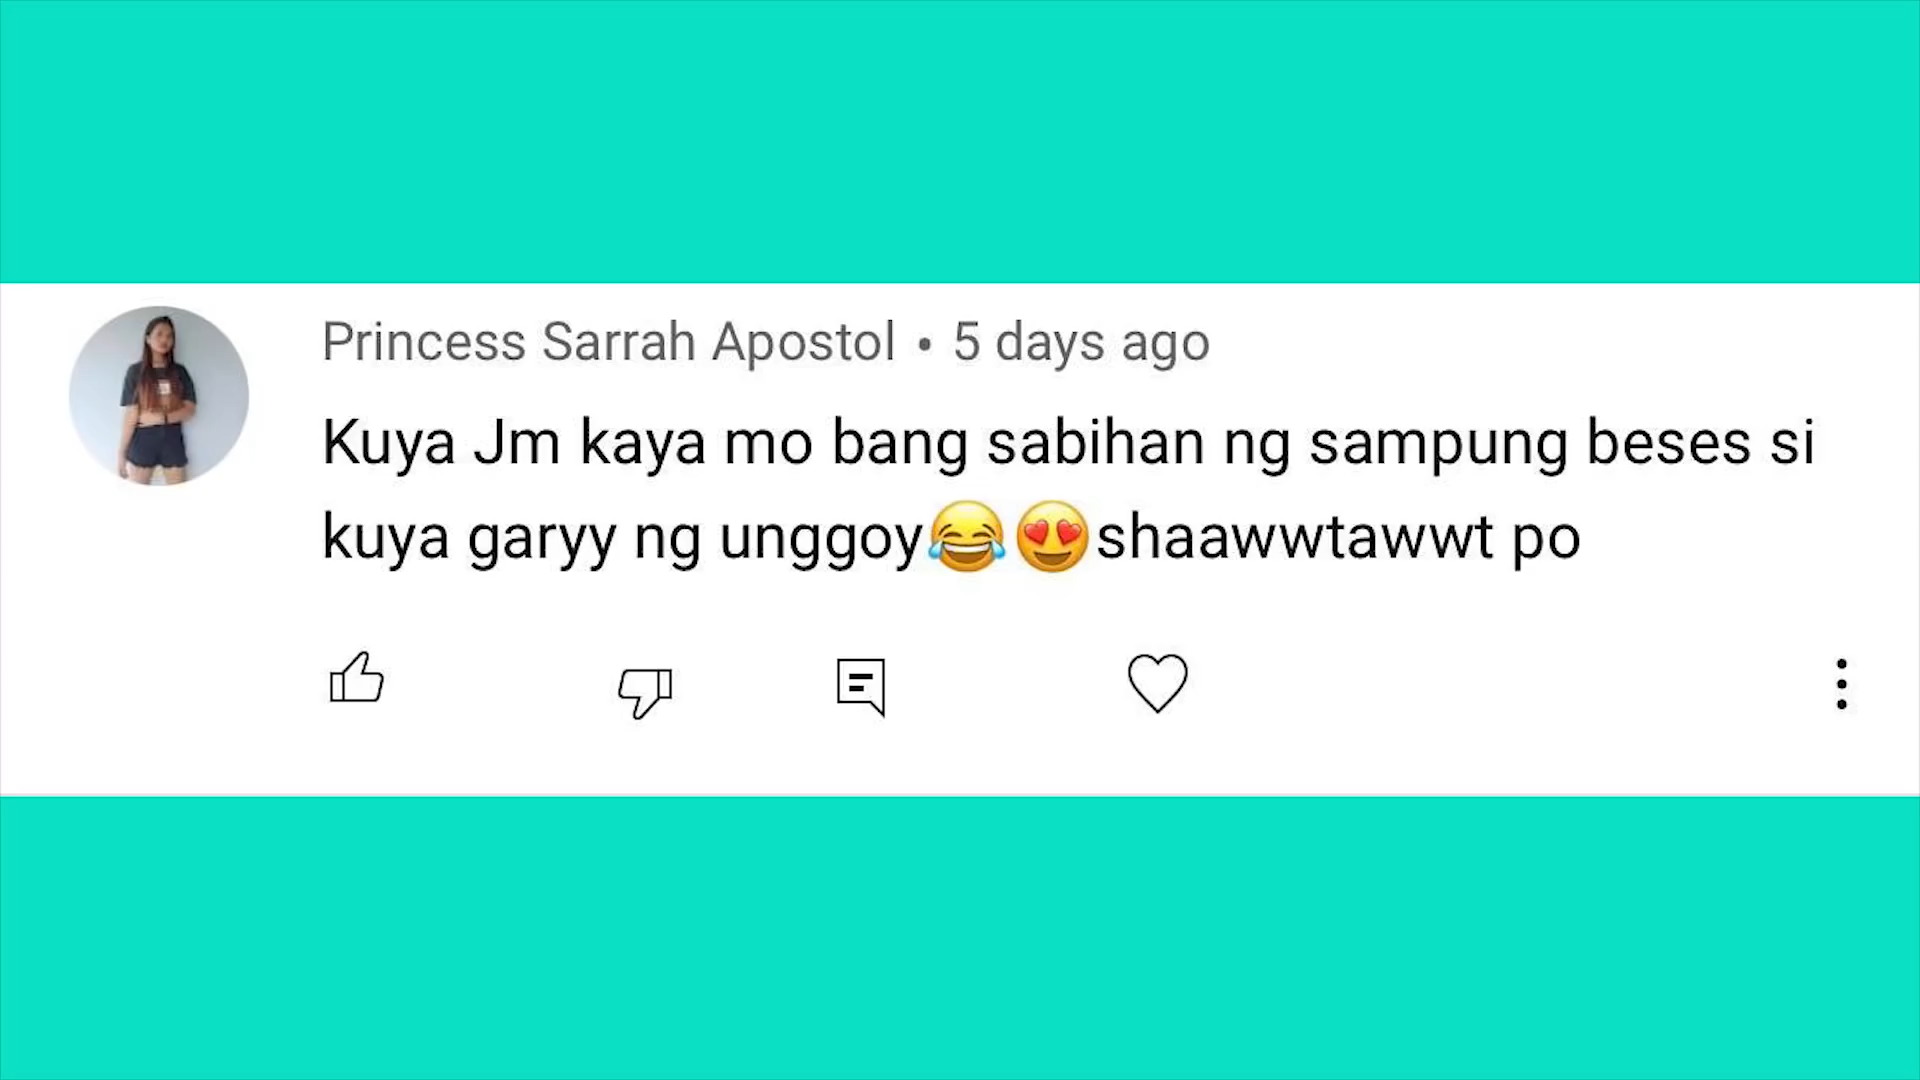 Princess Sarrah Apostol • 5 days ago
Kuya Jm kaya mo bang sabihan ng sampung beses si
kuya garyy ng unggoy😂😍shaawwtawwt po